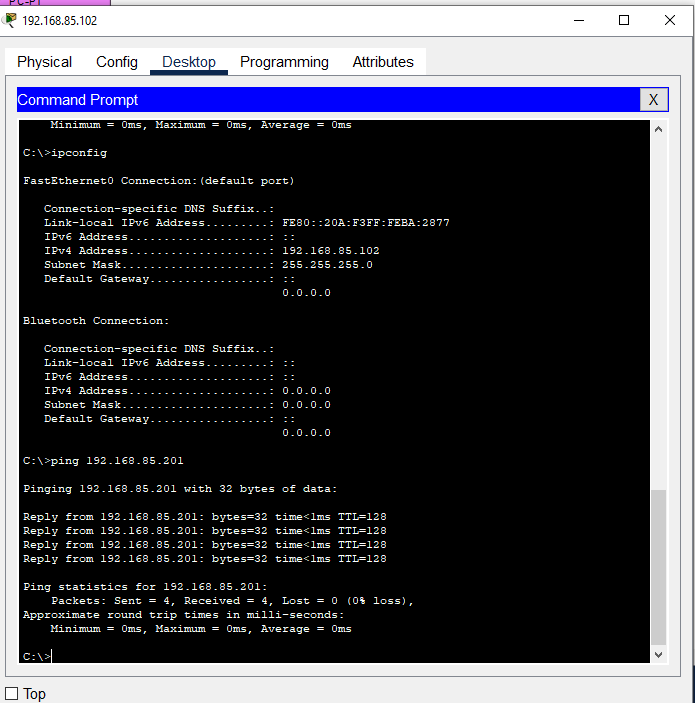 PC-P
192.168.85.102
Physical Config Desktop Programming Attributes
Command Prompt X
Minimum = 0ms, Maximum = 0ms, Average = 0ms
C:\>ipconfig
FastEthernet0 Connection:(default port)
Connection-specific DNS Suffix..:
Link-local IPv6 Address.........: FE80::20A:F3FF:FEBA:2877
IPv6 Address....................: ::
IPv4 Address....................: 192.168.85.102
Subnet Mask.....................: 255.255.255.0
Default Gateway.................: ::
0.0.0.0
Bluetooth Connection:
Connection-specific DNS Suffix..:
Link-local IPv6 Address.........: ::
IPv6 Address....................: ::
IPv4 Address....................: 0.0.0.0
Subnet Mask.....................: 0.0.0.0
Default Gateway.................: ::
0.0.0.0
C:\>ping 192.168.85.201
Pinging 192.168.85.201 with 32 bytes of data:
Reply from 192.168.85.201: bytes=32 time<1ms TTL=128
Reply from 192.168.85.201: bytes=32 time<1ms TTL=128
Reply from 192.168.85.201: bytes=32 time<1ms TTL=128
Reply from 192.168.85.201: bytes=32 time<1ms TTL=128
Ping statistics for 192.168.85.201:
Packets: Sent = 4, Received = 4, Lost = 0 (0% loss),
Approximate round trip times in milli-seconds:
Minimum = 0ms, Maximum = 0ms, Average = 0ms
C:\>
Top